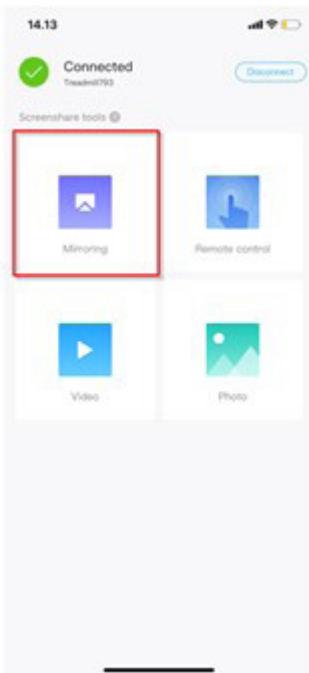 14.13
Connected
Treadmill793
Disconnect
Screenshare tools
Mirroring
Remote control
Video
Photo